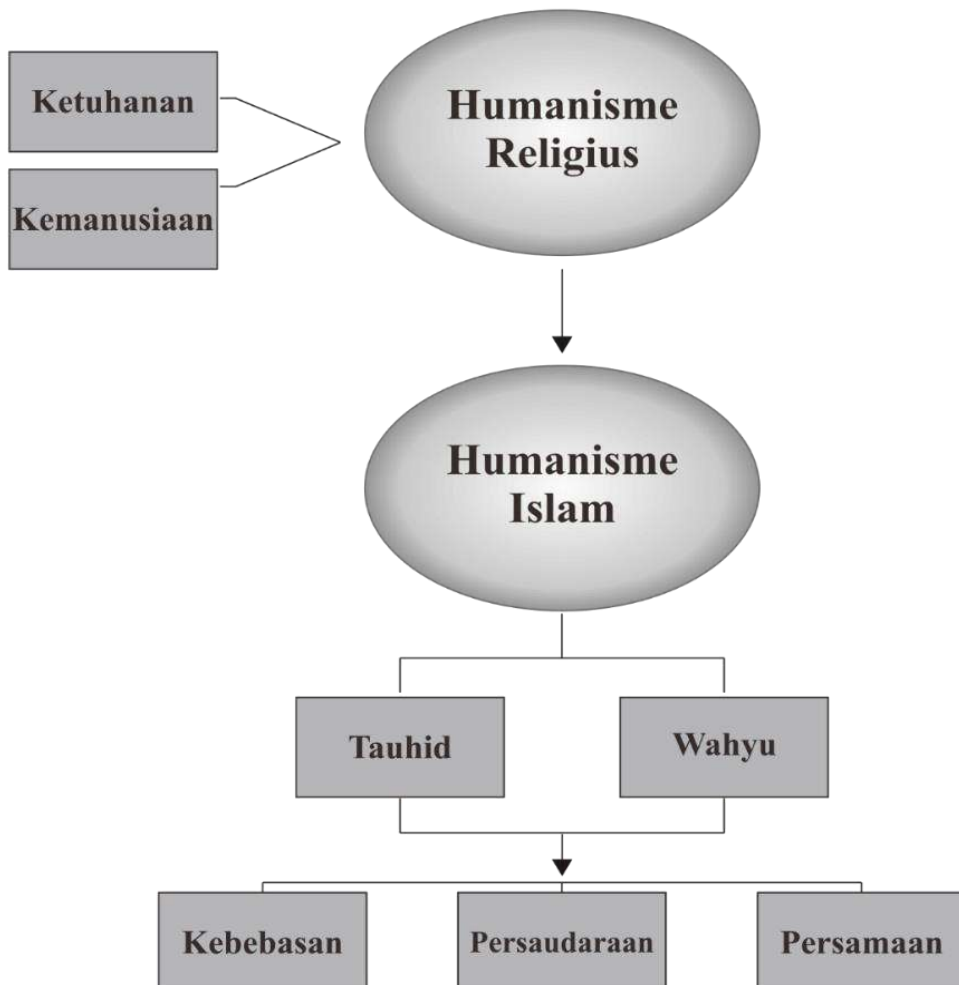 Ketuhanan
Kemanusiaan
Humanisme
Religius
Humanisme
Islam
Tauhid
Wahyu
Kebebasan
Persaudaraan
Persamaan